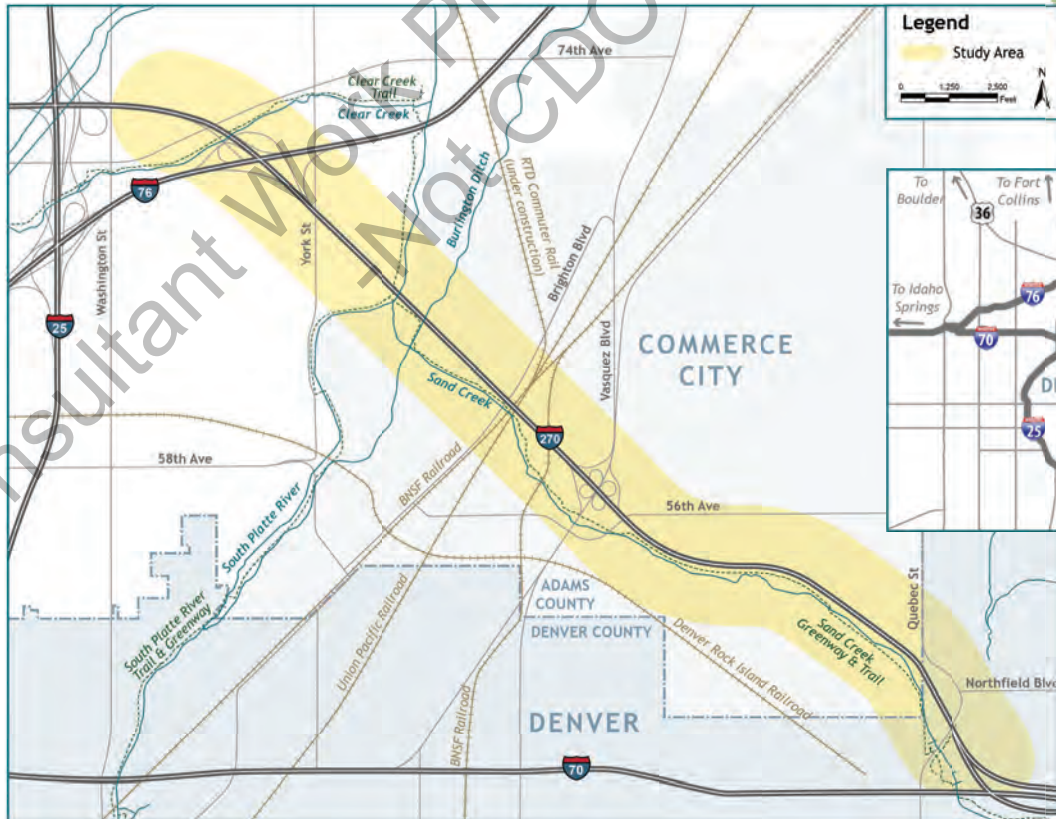 Legend
Study Area
0 1,250 2,500
Feet
N
74th Ave
Clear Creek
Trail
Clear Creek
76
Washington St
York St
Burlington Ditch
RTD Commuter Rail
(under construction)
Brighton Blvd
Vasquez Blvd
25
COMMERCE
CITY
Sand Creek
270
58th Ave
BNSF Railroad
56th Ave
South Platte River
ADAMS
COUNTY
DENVER COUNTY
Quebec St
South Platte River
Trail & Greenway
Union Pacific Railroad
BNSF Railroad
Denver Rock Island Railroad
Sand Creek
Greenway & Trail
Northfield Blvd
DENVER
70
To
Boulder
36
To Fort
Collins
To Idaho
Springs
76
70
25
Work
Not CDO